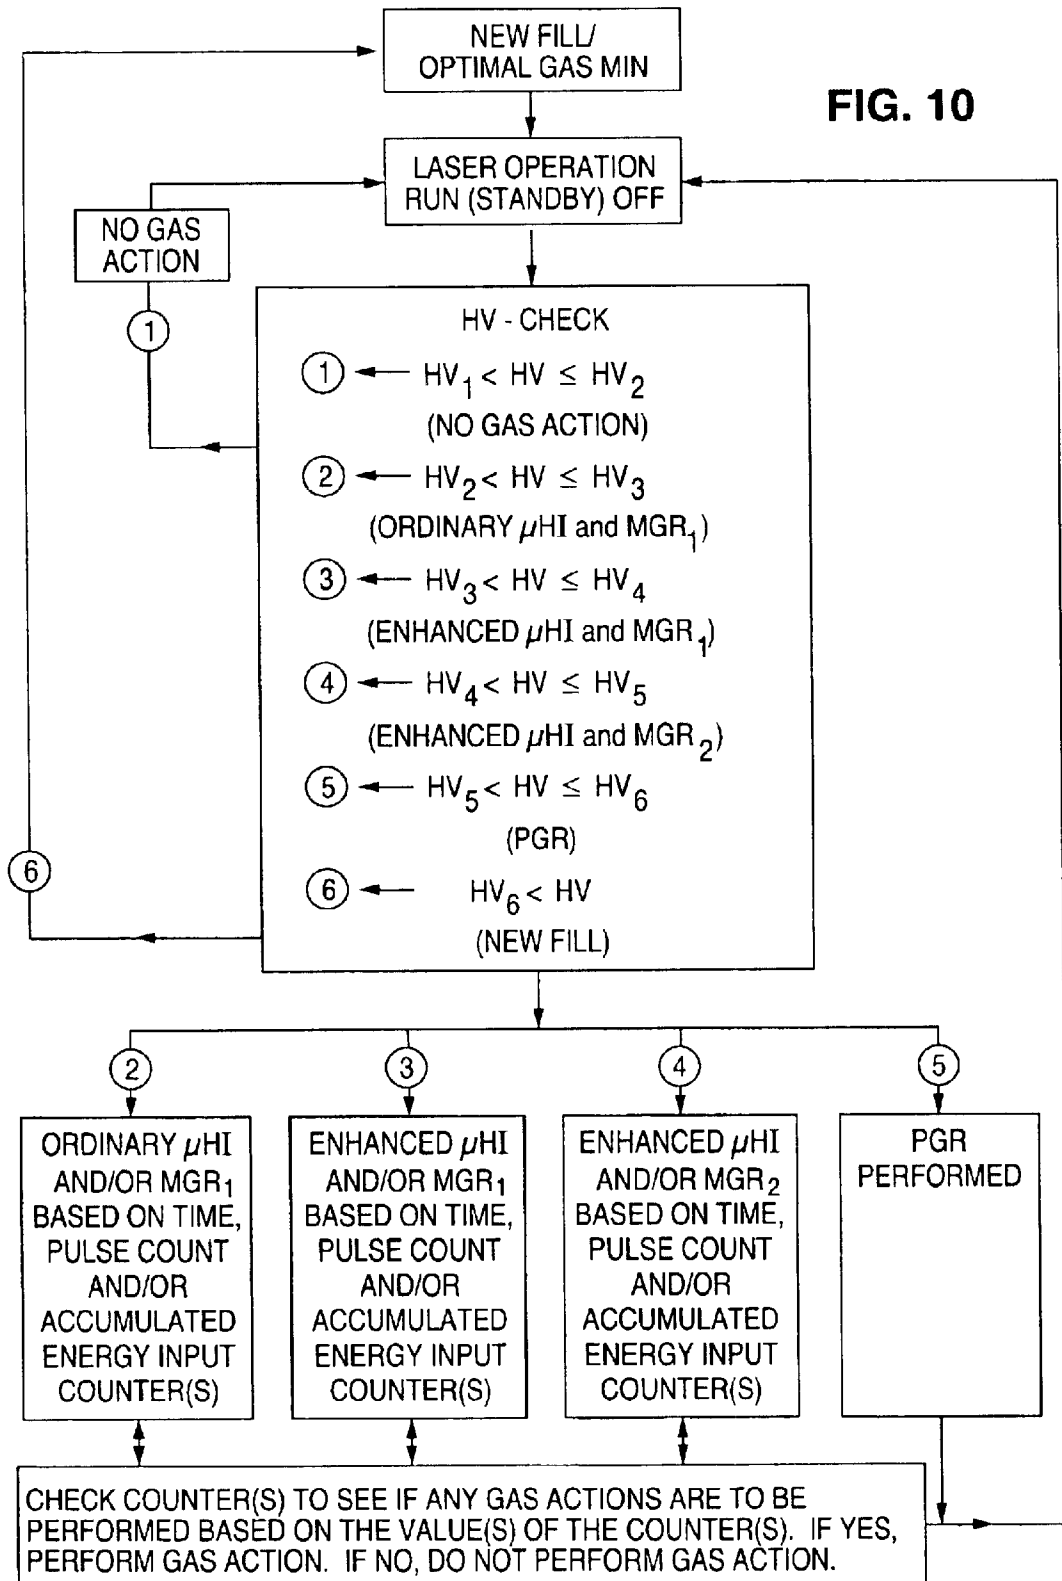 NEW FILL/
OPTIMAL GAS MIN
FIG. 10
LASER OPERATION
RUN (STANDBY) OFF
NO GAS
ACTION
1
HV - CHECK
1 HV1 < HV ≤ HV2
(NO GAS ACTION)
2 HV2 < HV ≤ HV3
(ORDINARY µHI and MGR1)
3 HV3 < HV ≤ HV4
(ENHANCED µHI and MGR1)
4 HV4 < HV ≤ HV5
(ENHANCED µHI and MGR2)
5 HV5 < HV ≤ HV6
(PGR)
6 HV6 < HV
(NEW FILL)
6
2
3
4
5
ORDINARY µHI
AND/OR MGR1
BASED ON TIME,
PULSE COUNT
AND/OR
ACCUMULATED
ENERGY INPUT
COUNTER(S)
ENHANCED µHI
AND/OR MGR1
BASED ON TIME,
PULSE COUNT
AND/OR
ACCUMULATED
ENERGY INPUT
COUNTER(S)
ENHANCED µHI
AND/OR MGR2
BASED ON TIME,
PULSE COUNT
AND/OR
ACCUMULATED
ENERGY INPUT
COUNTER(S)
PGR
PERFORMED
CHECK COUNTER(S) TO SEE IF ANY GAS ACTIONS ARE TO BE
PERFORMED BASED ON THE VALUE(S) OF THE COUNTER(S). IF YES,
PERFORM GAS ACTION. IF NO, DO NOT PERFORM GAS ACTION.